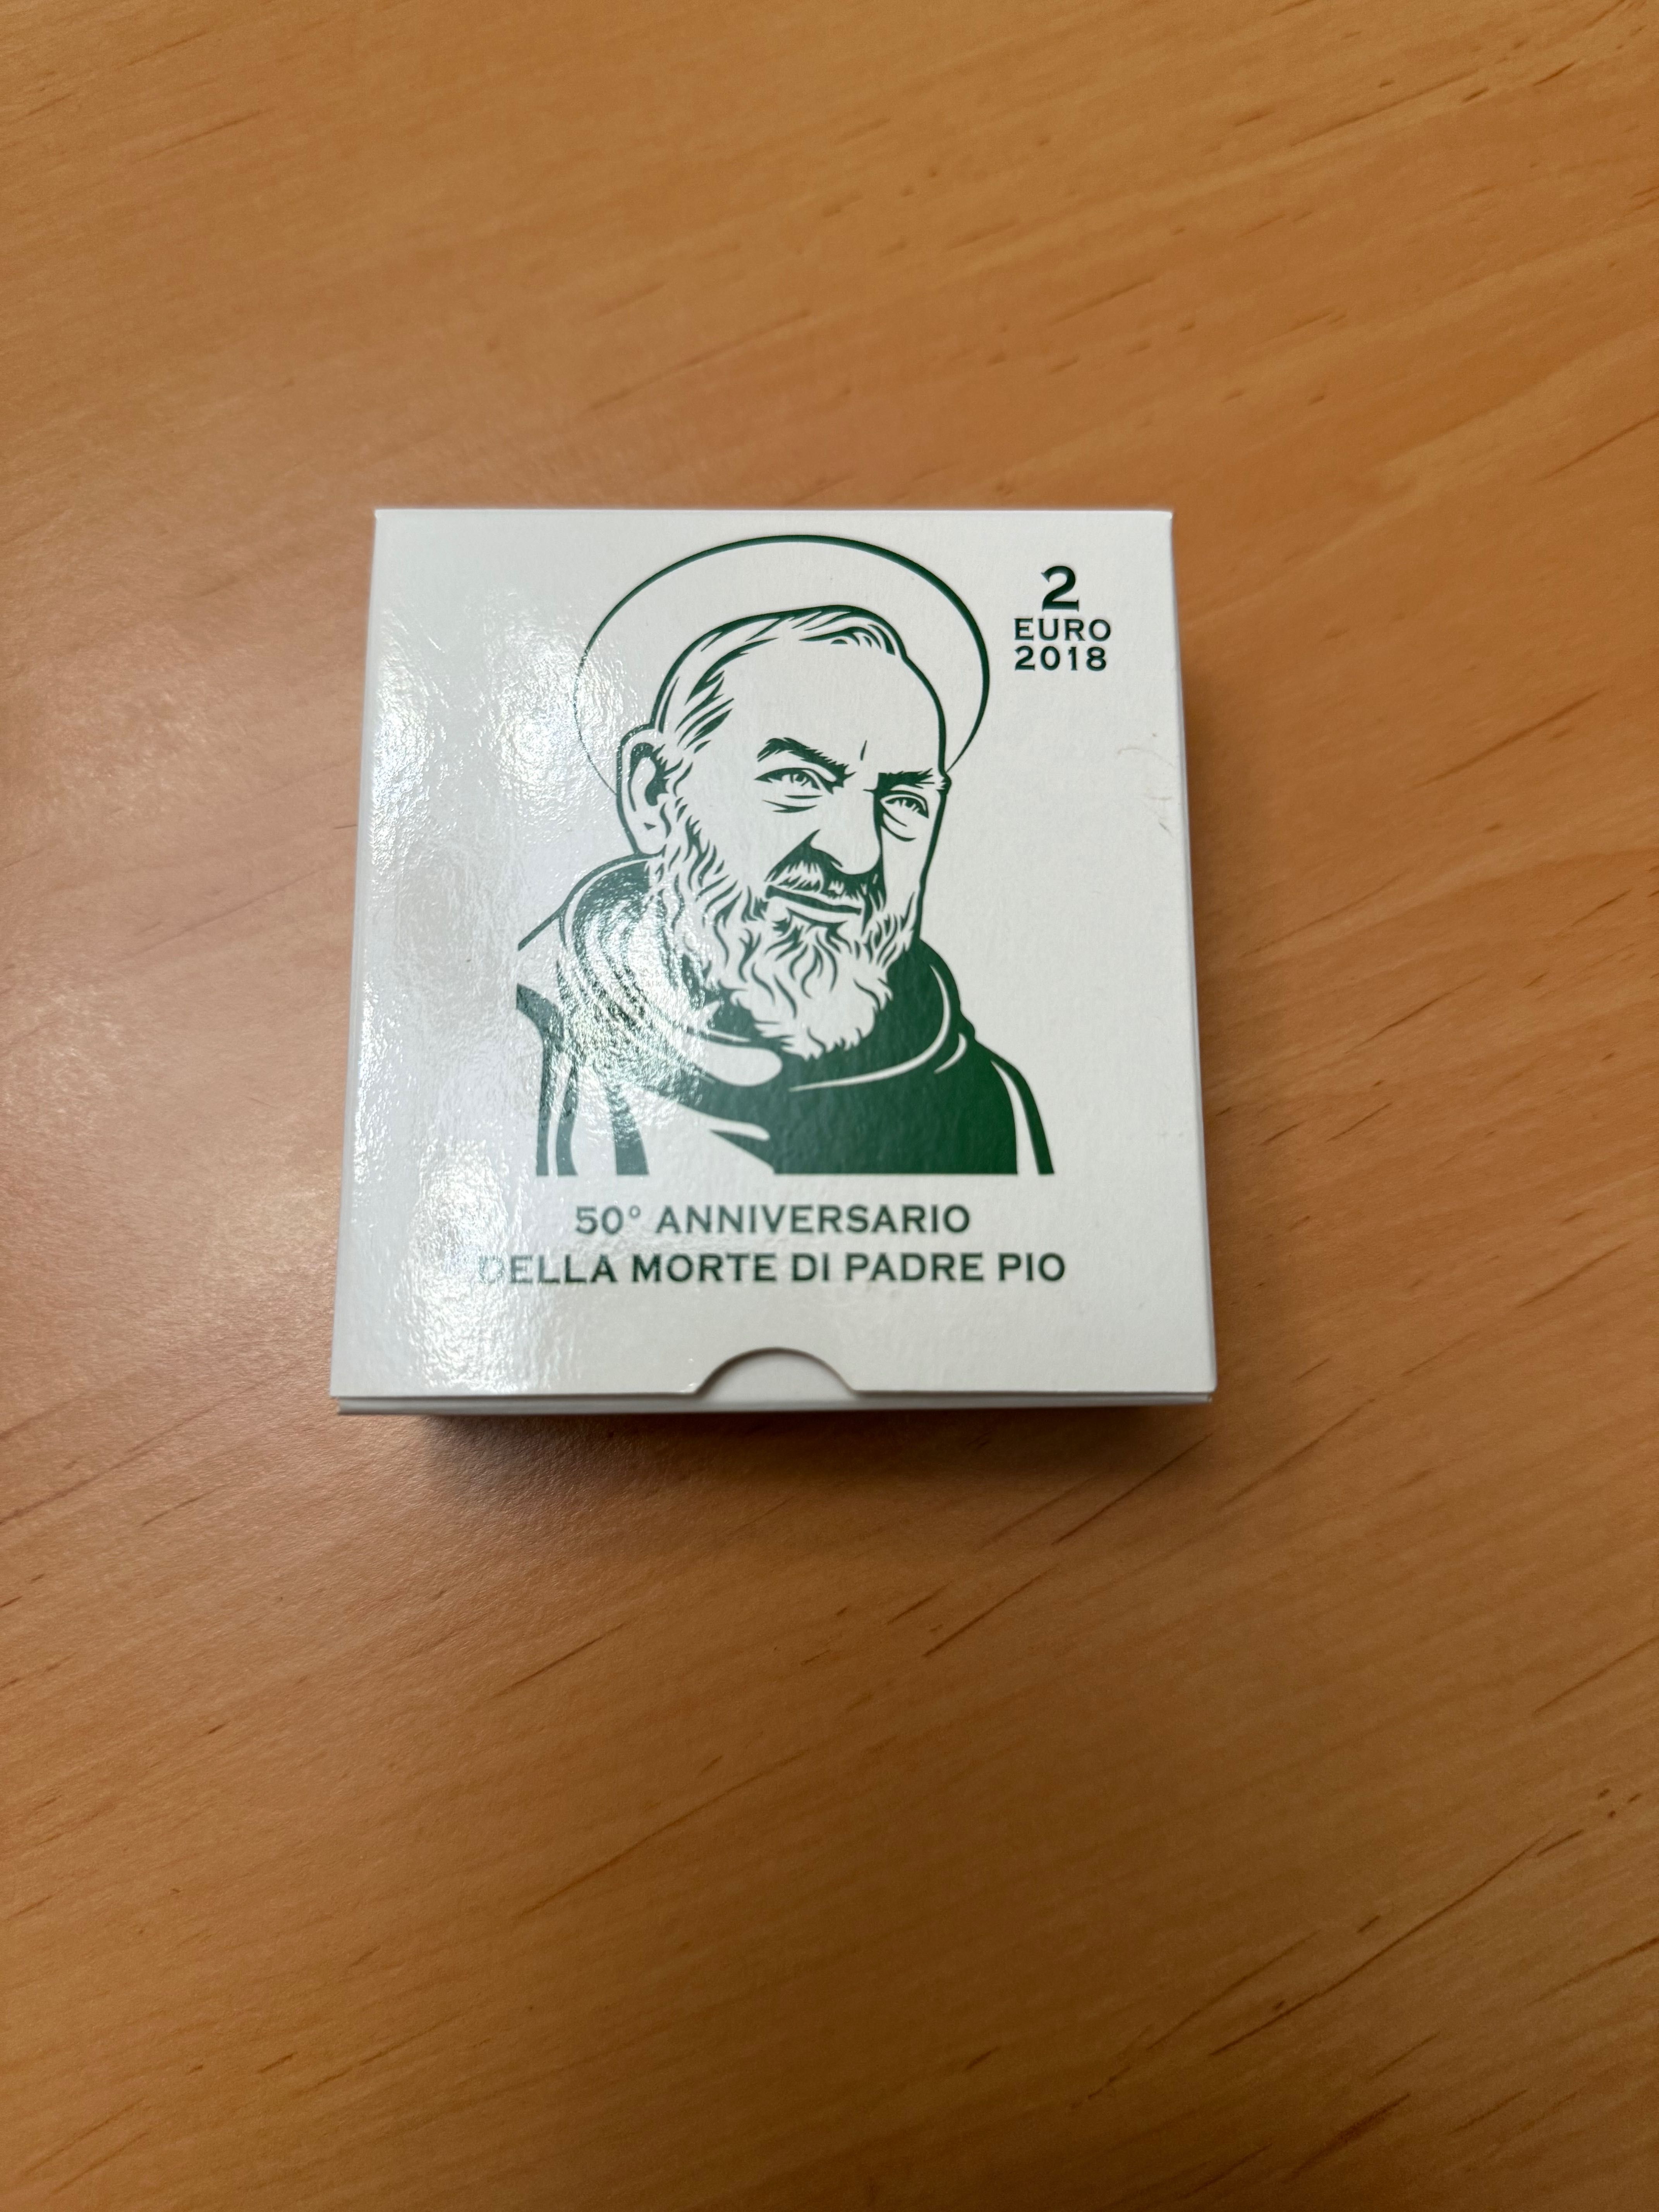 2
EURO
2018
50° ANNIVERSARIO
DELLA MORTE DI PADRE PIO